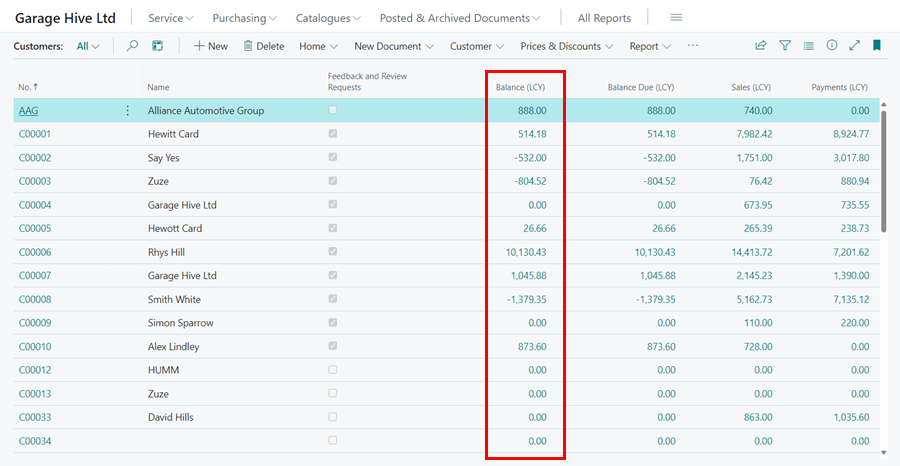 Garage Hive Ltd Service Purchasing Catalogues Posted & Archived Documents All Reports
Customers: All New Delete Home New Document Customer Prices & Discounts Report ...
No. ↑ Name Feedback and Review Requests Balance (LCY) Balance Due (LCY) Sales (LCY) Payments (LCY)
AAG Alliance Automotive Group 888.00 888.00 740.00 0.00
C00001 Hewitt Card 514.18 514.18 7,982.42 8,924.77
C00002 Say Yes -532.00 -532.00 1,751.00 3,017.80
C00003 Zuze -804.52 -804.52 76.42 880.94
C00004 Garage Hive Ltd 0.00 0.00 673.95 735.55
C00005 Hewott Card 26.66 26.66 265.39 238.73
C00006 Rhys Hill 10,130.43 10,130.43 14,413.72 7,201.62
C00007 Garage Hive Ltd 1,045.88 1,045.88 2,145.23 1,390.00
C00008 Smith White -1,379.35 -1,379.35 5,162.73 7,135.12
C00009 Simon Sparrow 0.00 0.00 110.00 220.00
C00010 Alex Lindley 873.60 873.60 728.00 0.00
C00012 HUMM 0.00 0.00 0.00 0.00
C00013 Zuze 0.00 0.00 0.00 0.00
C00033 David Hills 0.00 0.00 863.00 1,035.60
C00034 0.00 0.00 0.00 0.00